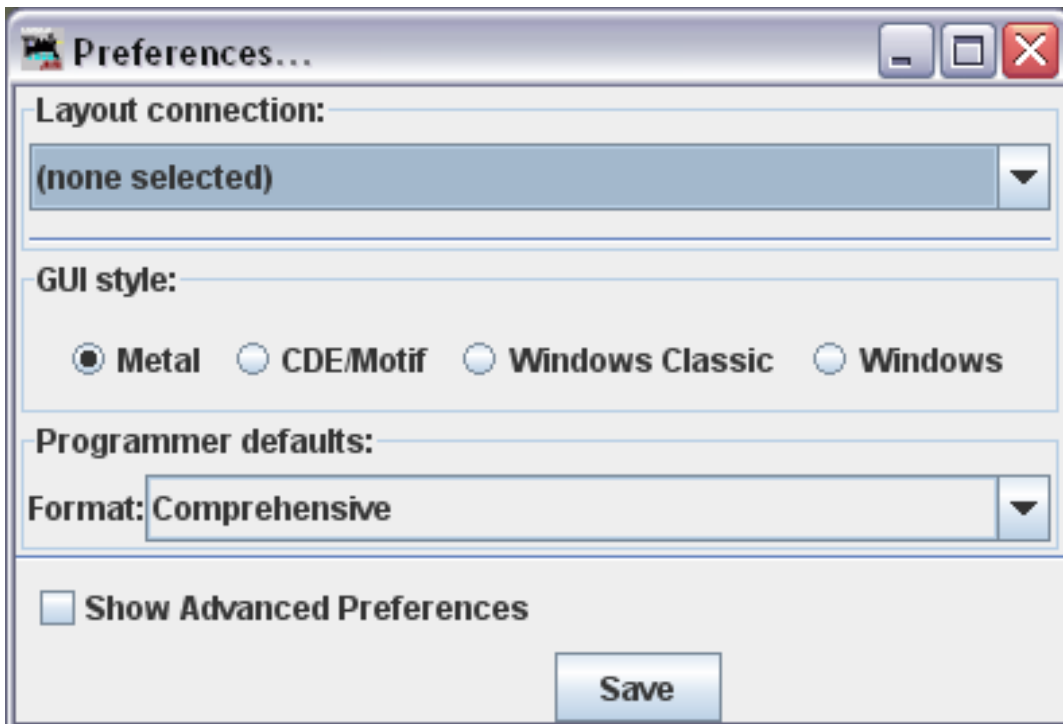 Preferences...
Layout connection:
(none selected)
GUI style:
Metal CDE/Motif Windows Classic Windows
Programmer defaults:
Format: Comprehensive
Show Advanced Preferences
Save